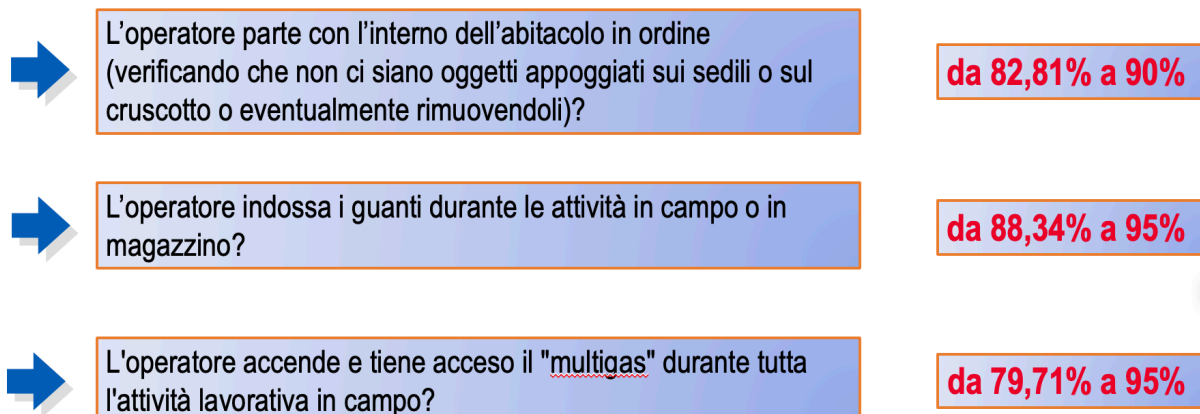 L’operatore parte con l’interno dell’abitacolo in ordine
(verificando che non ci siano oggetti appoggiati sui sedili o sul
cruscotto o eventualmente rimuovendoli)?
da 82,81% a 90%
L’operatore indossa i guanti durante le attività in campo o in
magazzino?
da 88,34% a 95%
L'operatore accende e tiene acceso il "multigas" durante tutta
l'attività lavorativa in campo?
da 79,71% a 95%